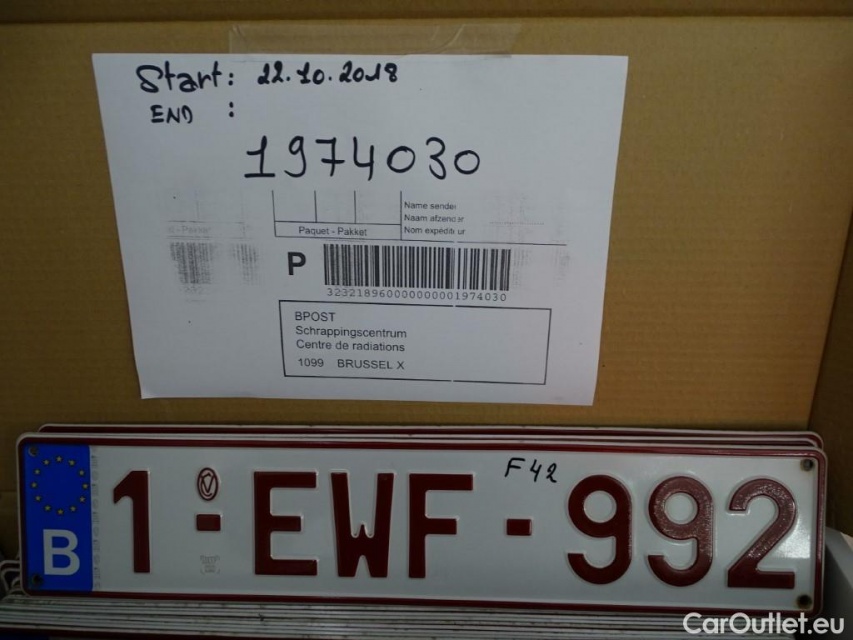 Start: 22.10.2018
END :
1974030
Name sender
Naam afzender
Nom expéditeur
Paquet - Pakket
P
323218960000000001974030
BPOST
Schrappingscentrum
Centre de radiations
1099 BRUSSEL X
F42
B 1-EWF-992
CarOutlet.eu